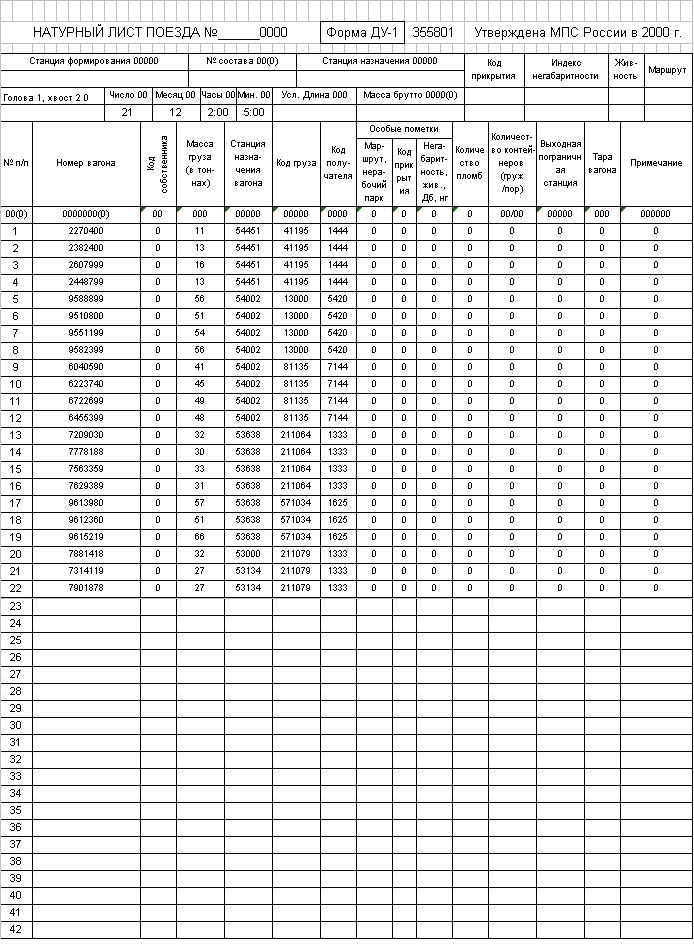 НАТУРНЫЙ ЛИСТ ПОЕЗДА №______0000 Форма ДУ-1 355801 Утверждена МПС России в 2000 г.
Станция формирования 00000 № состава 00(0) Станция назначения 00000 Код прикрытия Индекс негабаритности Жив-ность Маршрут
Голова 1, хвост 2 0 Число 00 Месяц 00 Часы 00 Мин. 00 Усл. Длина 000 Масса брутто 0000(0)
21 12 2:00 5:00
№ п/п Номер вагона Код собственника Масса груза (в тон-нах) Станция назна-чения вагона Код груза Код полу-чателя Особые пометки Мар-шрут, нера-бочий парк Код прик рыт ия Нега-барит-ность, жив., Дб, нг Количе ство пломб Количест-во контей-неров (груж /пор) Выходная погранич ая станция Тара вагона Примечание
00(0) 0000000(0) 00 000 00000 00000 0000 0 0 0 0 00/00 00000 000 000000
1 2270400 0 11 54451 41195 1444 0 0 0 0 0 0 0 0
2 2382400 0 13 54451 41195 1444 0 0 0 0 0 0 0 0
3 2607999 0 16 54451 41195 1444 0 0 0 0 0 0 0 0
4 2448799 0 13 54451 41195 1444 0 0 0 0 0 0 0 0
5 9588899 0 56 54002 13000 5420 0 0 0 0 0 0 0 0
6 9510800 0 51 54002 13000 5420 0 0 0 0 0 0 0 0
7 9551199 0 54 54002 13000 5420 0 0 0 0 0 0 0 0
8 9582399 0 56 54002 13000 5420 0 0 0 0 0 0 0 0
9 6040590 0 41 54002 81135 7144 0 0 0 0 0 0 0 0
10 6223740 0 45 54002 81135 7144 0 0 0 0 0 0 0 0
11 6722699 0 49 54002 81135 7144 0 0 0 0 0 0 0 0
12 6455399 0 48 54002 81135 7144 0 0 0 0 0 0 0 0
13 7209030 0 32 53638 211064 1333 0 0 0 0 0 0 0 0
14 7778188 0 30 53638 211064 1333 0 0 0 0 0 0 0 0
15 7563359 0 33 53638 211064 1333 0 0 0 0 0 0 0 0
16 7629389 0 31 53638 211064 1333 0 0 0 0 0 0 0 0
17 9613980 0 57 53638 571034 1625 0 0 0 0 0 0 0 0
18 9612360 0 51 53638 571034 1625 0 0 0 0 0 0 0 0
19 9615219 0 66 53638 571034 1625 0 0 0 0 0 0 0 0
20 7881418 0 32 53000 211079 1333 0 0 0 0 0 0 0 0
21 7314119 0 27 53134 211079 1333 0 0 0 0 0 0 0 0
22 7901878 0 27 53134 211079 1333 0 0 0 0 0 0 0 0
23
24
25
26
27
28
29
30
31
32
33
34
35
36
37
38
39
40
41
42